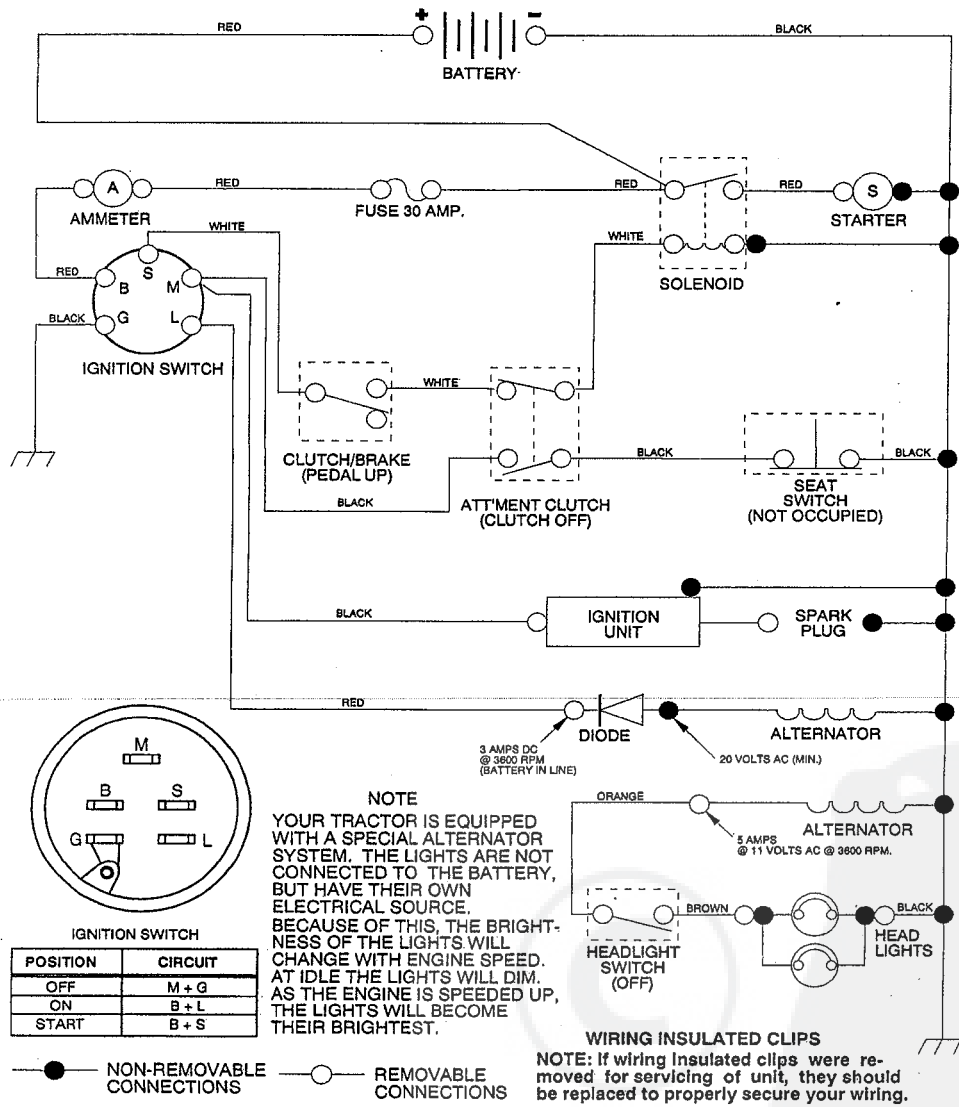 RED
+
-
BLACK
BATTERY
A
RED
RED
RED
S
AMMETER
FUSE 30 AMP.
STARTER
WHITE
WHITE
SOLENOID
RED
S
B
M
BLACK
G
L
IGNITION SWITCH
WHITE
CLUTCH/BRAKE
(PEDAL UP)
BLACK
BLACK
BLACK
ATT'MENT CLUTCH
(CLUTCH OFF)
SEAT
SWITCH
(NOT OCCUPIED)
BLACK
IGNITION
UNIT
SPARK
PLUG
RED
DIODE
ALTERNATOR
3 AMPS DC
@ 3600 RPM
(BATTERY IN LINE)
20 VOLTS AC (MIN.)
M
B
S
G
L
IGNITION SWITCH
POSITION CIRCUIT
OFF M + G
ON B + L
START B + S
NOTE
YOUR TRACTOR IS EQUIPPED
WITH A SPECIAL ALTERNATOR
SYSTEM. THE LIGHTS ARE NOT
CONNECTED TO THE BATTERY,
BUT HAVE THEIR OWN
ELECTRICAL SOURCE.
BECAUSE OF THIS, THE BRIGHT-
NESS OF THE LIGHTS WILL
CHANGE WITH ENGINE SPEED.
AT IDLE THE LIGHTS WILL DIM.
AS THE ENGINE IS SPEEDED UP,
THE LIGHTS WILL BECOME
THEIR BRIGHTEST.
ORANGE
ALTERNATOR
5 AMPS
@ 11 VOLTS AC @ 3600 RPM.
BROWN
BLACK
HEADLIGHT
SWITCH
(OFF)
HEAD
LIGHTS
NON-REMOVABLE
CONNECTIONS
REMOVABLE
CONNECTIONS
WIRING INSULATED CLIPS
NOTE: If wiring insulated clips were re-
moved for servicing of unit, they should
be replaced to properly secure your wiring.